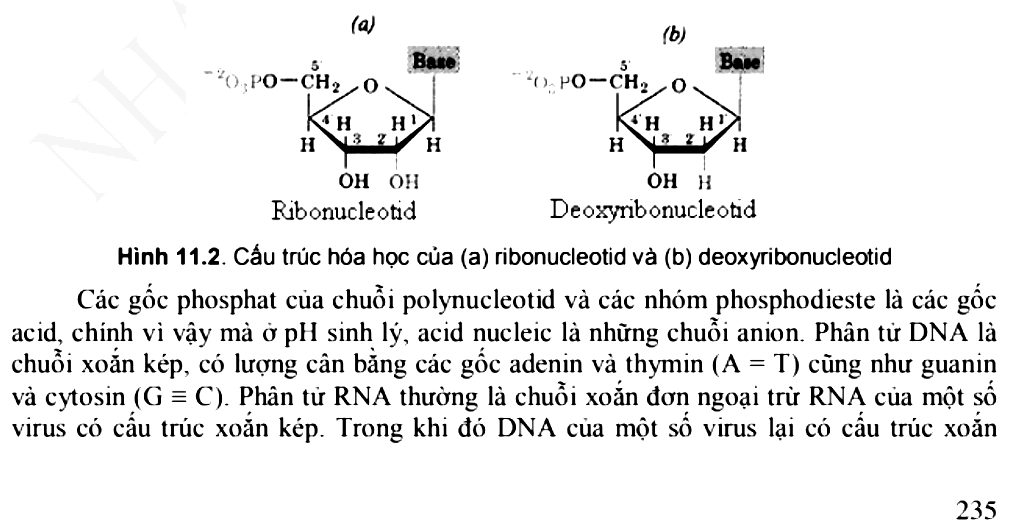 (a)
(b)
Base
Base
⁻²O₃PO—CH₂ O
⁻²O₃PO—CH₂ O
5'
5'
4' H H 1'
4' H H 1'
H 3 2' H
H 3 2' H
OH OH
OH H
Ribonucleotid
Deoxyribonucleotid
Hình 11.2. Cấu trúc hóa học của (a) ribonucleotid và (b) deoxyribonucleotid
Các gốc phosphat của chuỗi polynucleotid và các nhóm phosphodieste là các gốc
acid, chính vì vậy mà ở pH sinh lý, acid nucleic là những chuỗi anion. Phân tử DNA là
chuỗi xoắn kép, có lượng cân bằng các gốc adenin và thymin (A = T) cũng như guanin
và cytosin (G ≡ C). Phân tử RNA thường là chuỗi xoắn đơn ngoại trừ RNA của một số
virus có cấu trúc xoắn kép. Trong khi đó DNA của một số virus lại có cấu trúc xoắn
235
NH